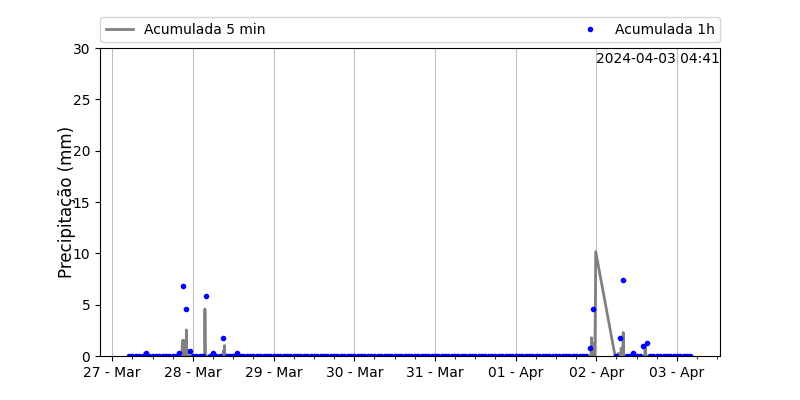 Acumulada 5 min
Acumulada 1h
2024-04-03 04:41
Precipitação (mm)
30
25
20
15
10
5
0
27 - Mar
28 - Mar
29 - Mar
30 - Mar
31 - Mar
01 - Apr
02 - Apr
03 - Apr